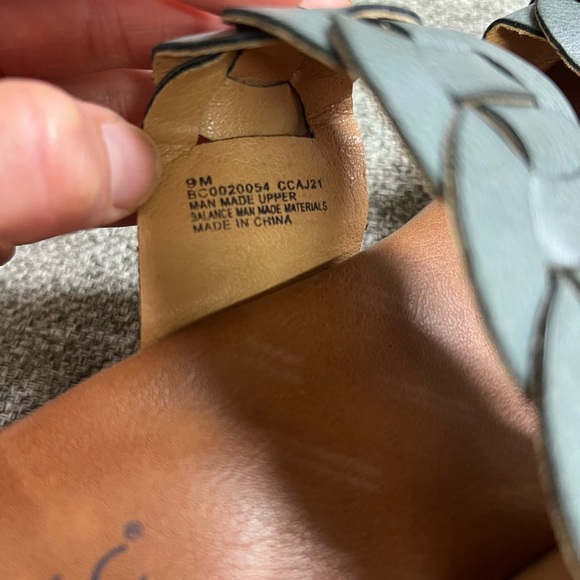 9M
BC0020054 CCAJ21
MAN MADE UPPER
BALANCE MAN MADE MATERIALS
MADE IN CHINA
C®